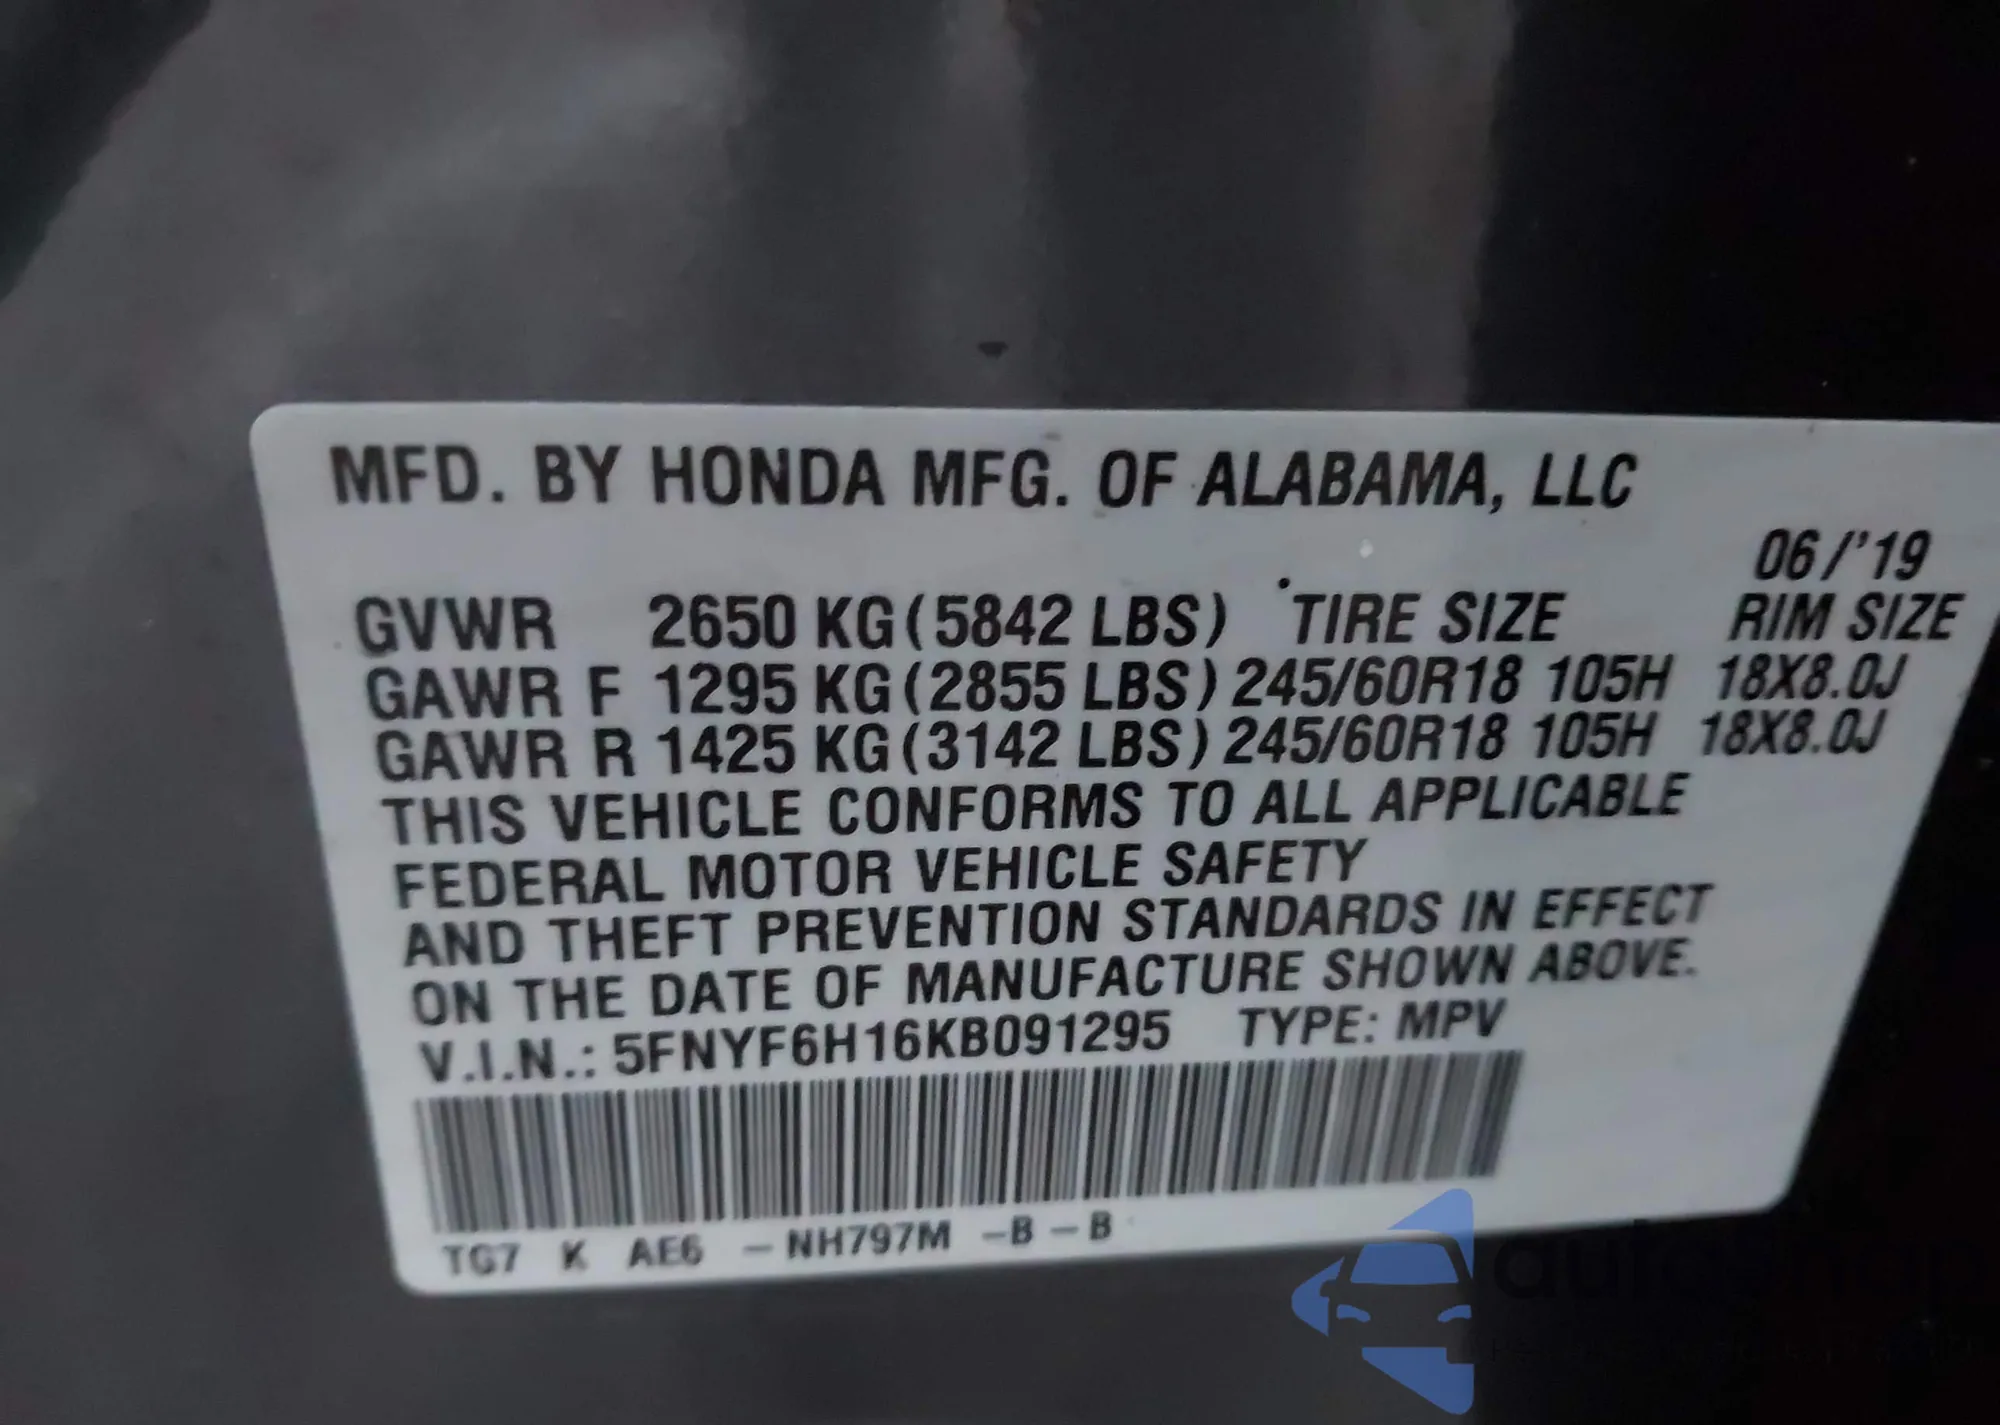 MFD. BY HONDA MFG. OF ALABAMA, LLC
06/'19
GVWR 2650 KG (5842 LBS) TIRE SIZE RIM SIZE
GAWR F 1295 KG (2855 LBS) 245/60R18 105H 18X8.0J
GAWR R 1425 KG (3142 LBS) 245/60R18 105H 18X8.0J
THIS VEHICLE CONFORMS TO ALL APPLICABLE
FEDERAL MOTOR VEHICLE SAFETY
AND THEFT PREVENTION STANDARDS IN EFFECT
ON THE DATE OF MANUFACTURE SHOWN ABOVE.
V.I.N.: 5FNYF6H16KB091295 TYPE: MPV
TG7 K AE6 -NH797M -B -B